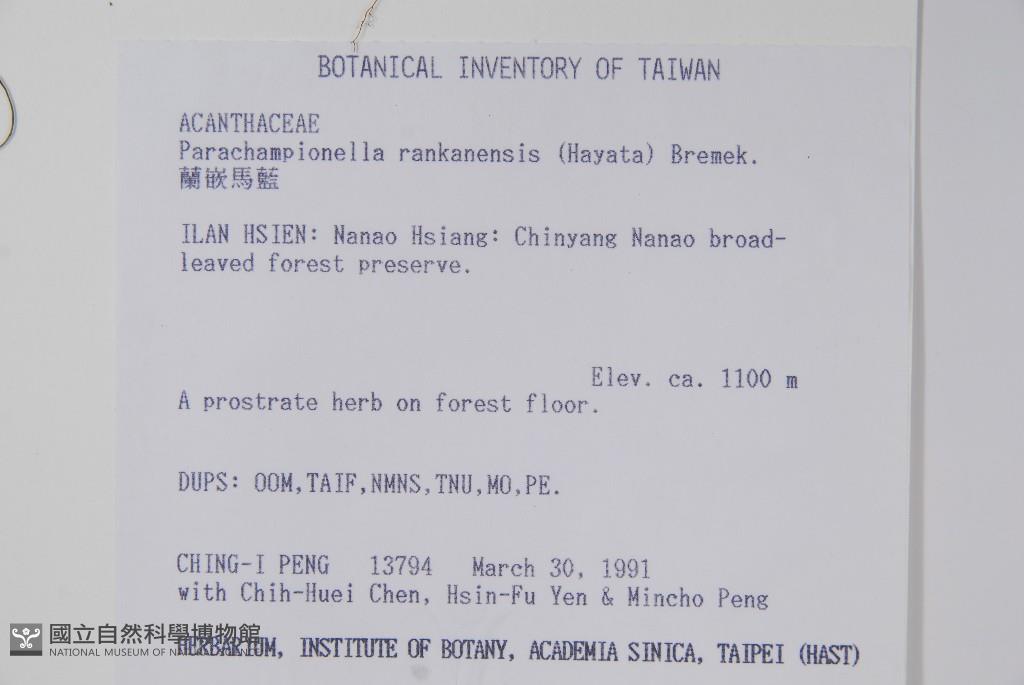 BOTANICAL INVENTORY OF TAIWAN
ACANTHACEAE
Parachampionella rankanensis (Hayata) Bremek.
蘭嵌馬藍
ILAN HSIEN: Nanao Hsiang: Chinyang Nanao broad-
leaved forest preserve.
Elev. ca. 1100 m
A prostrate herb on forest floor.
DUPS: OOM,TAIF,NMNS,TNU,MO,PE.
CHING-I PENG 13794 March 30, 1991
with Chih-Huei Chen, Hsin-Fu Yen & Mincho Peng
HERBARIUM, INSTITUTE OF BOTANY, ACADEMIA SINICA, TAIPEI (HAST)
國立自然科學博物館
NATIONAL MUSEUM OF NATURAL SCIENCE